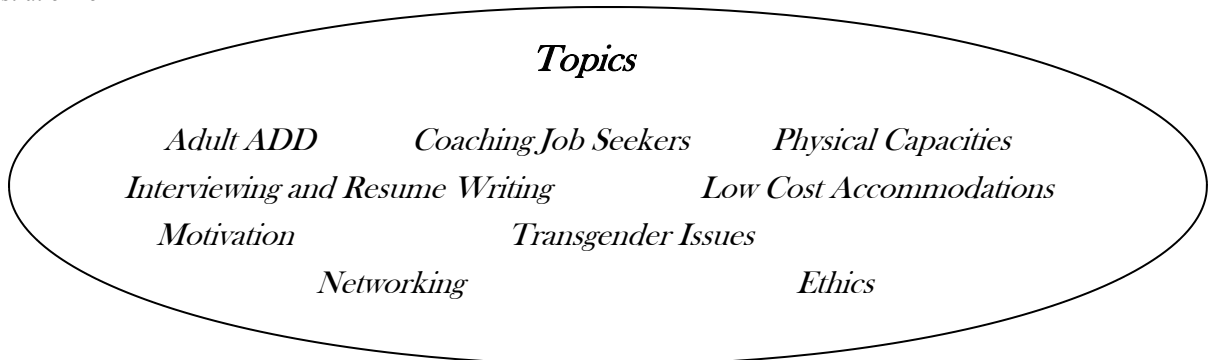 Topics
Adult ADD Coaching Job Seekers Physical Capacities
Interviewing and Resume Writing Low Cost Accommodations
Motivation Transgender Issues
Networking Ethics